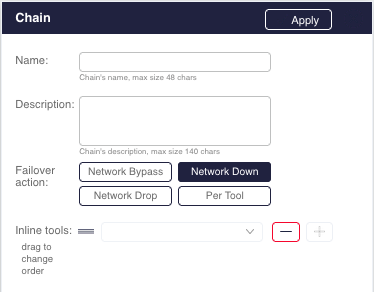 Chain
Apply
Name:
Chain's name, max size 48 chars
Description:
Chain's description, max size 140 chars
Failover
action:
Network Bypass
Network Down
Network Drop
Per Tool
Inline tools:
drag to
change
order